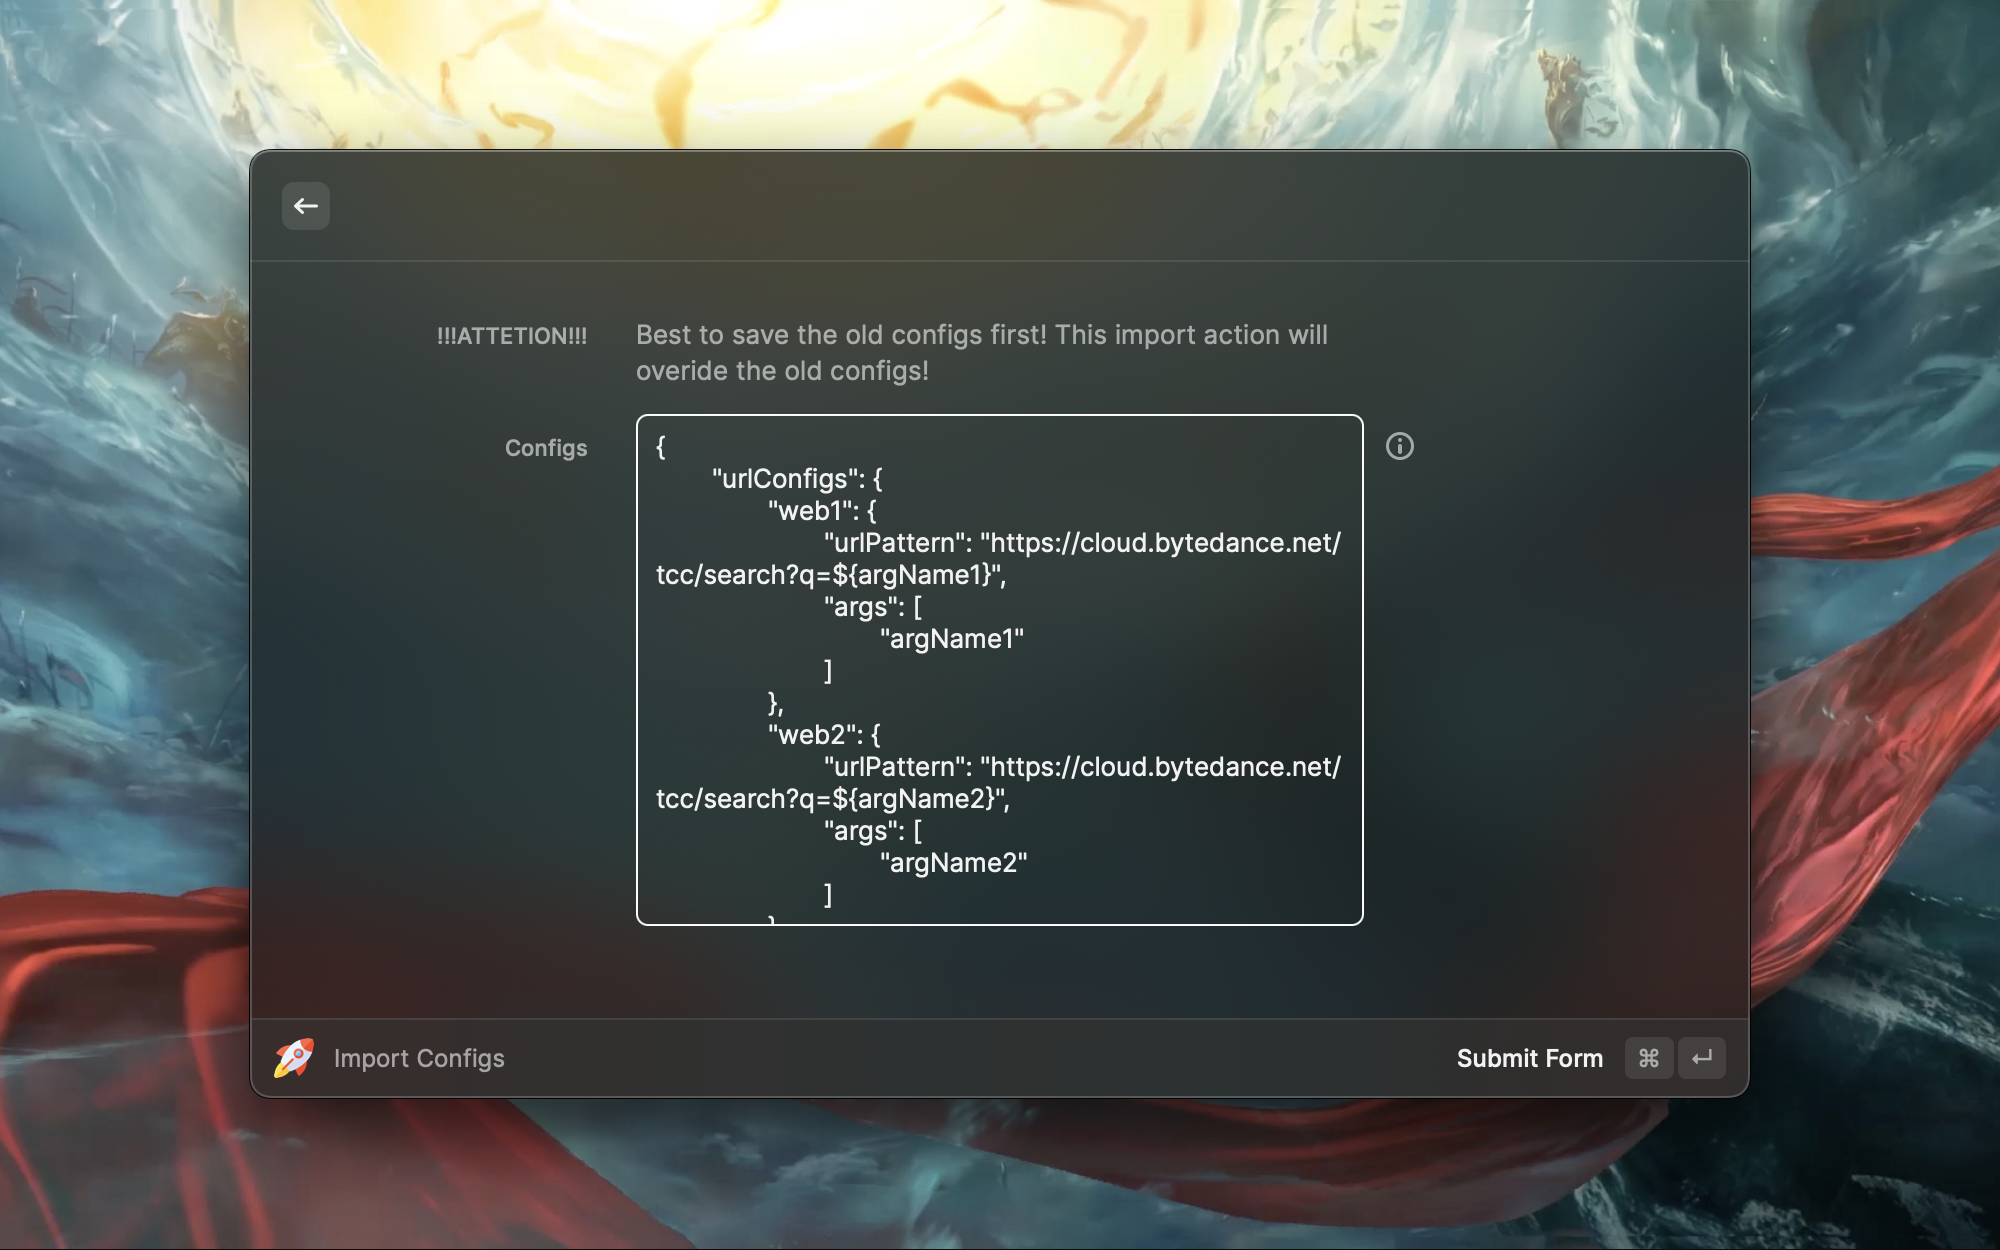 !!!ATTETION!!!
Best to save the old configs first! This import action will
overide the old configs!
Configs
{
"urlConfigs": {
"web1": {
"urlPattern": "https://cloud.bytedance.net/
tcc/search?q=${argName1}",
"args": [
"argName1"
]
},
"web2": {
"urlPattern": "https://cloud.bytedance.net/
tcc/search?q=${argName2}",
"args": [
"argName2"
]
}
Import Configs
Submit Form ⌘ ↵